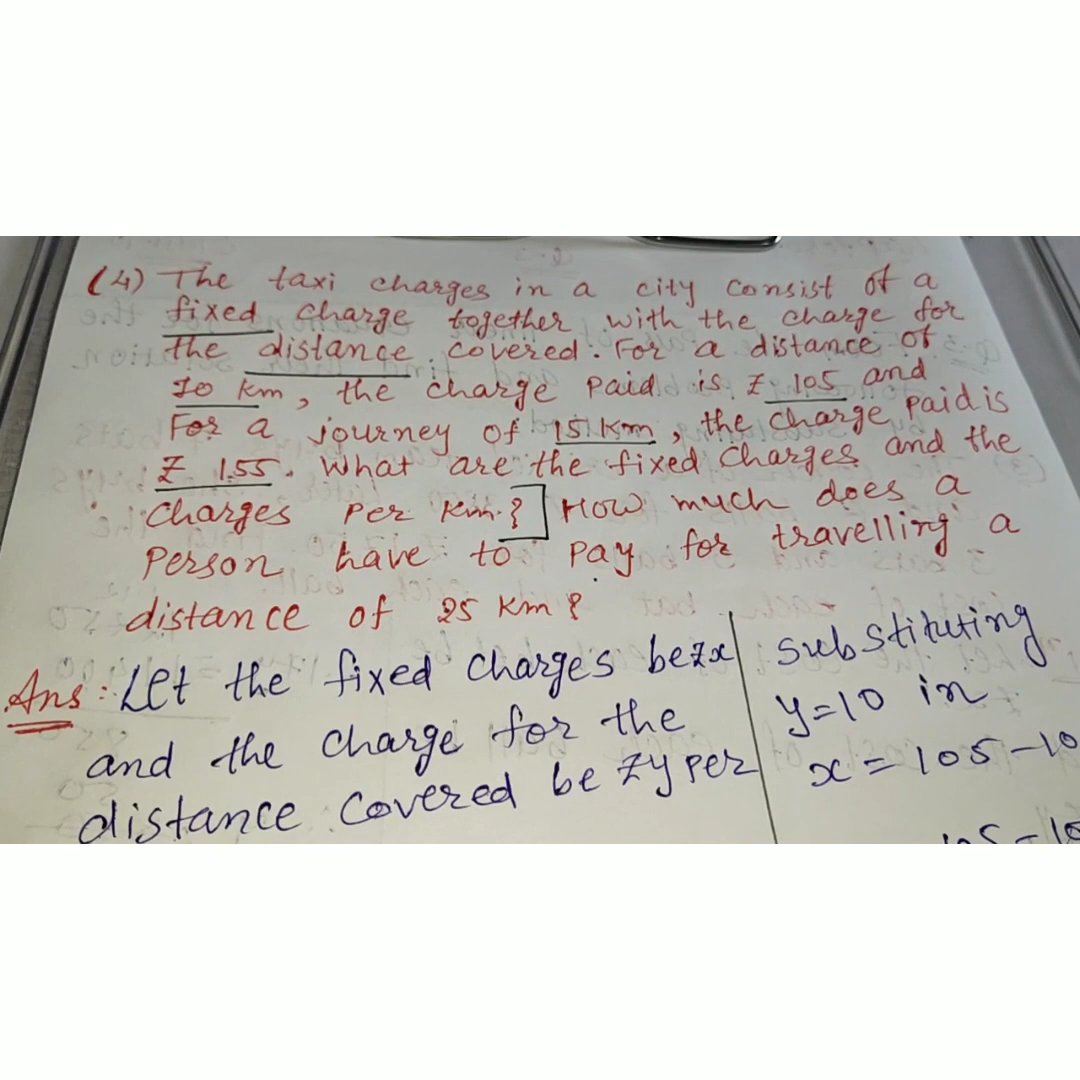 (4) The taxi charges in a city consist of a
fixed charge together with the charge for
the distance covered. For a distance of
10 km, the charge paid is ₹ 105 and
For a journey of 15 km, the charge paid is
₹ 155. What are the fixed charges and the
charges per km.?] How much does a
Person have to pay for travelling a
distance of 25 km?
Ans: Let the fixed charges be ₹x
and the charge for the
distance covered be ₹y per
substituting
y=10 in
x = 105-10